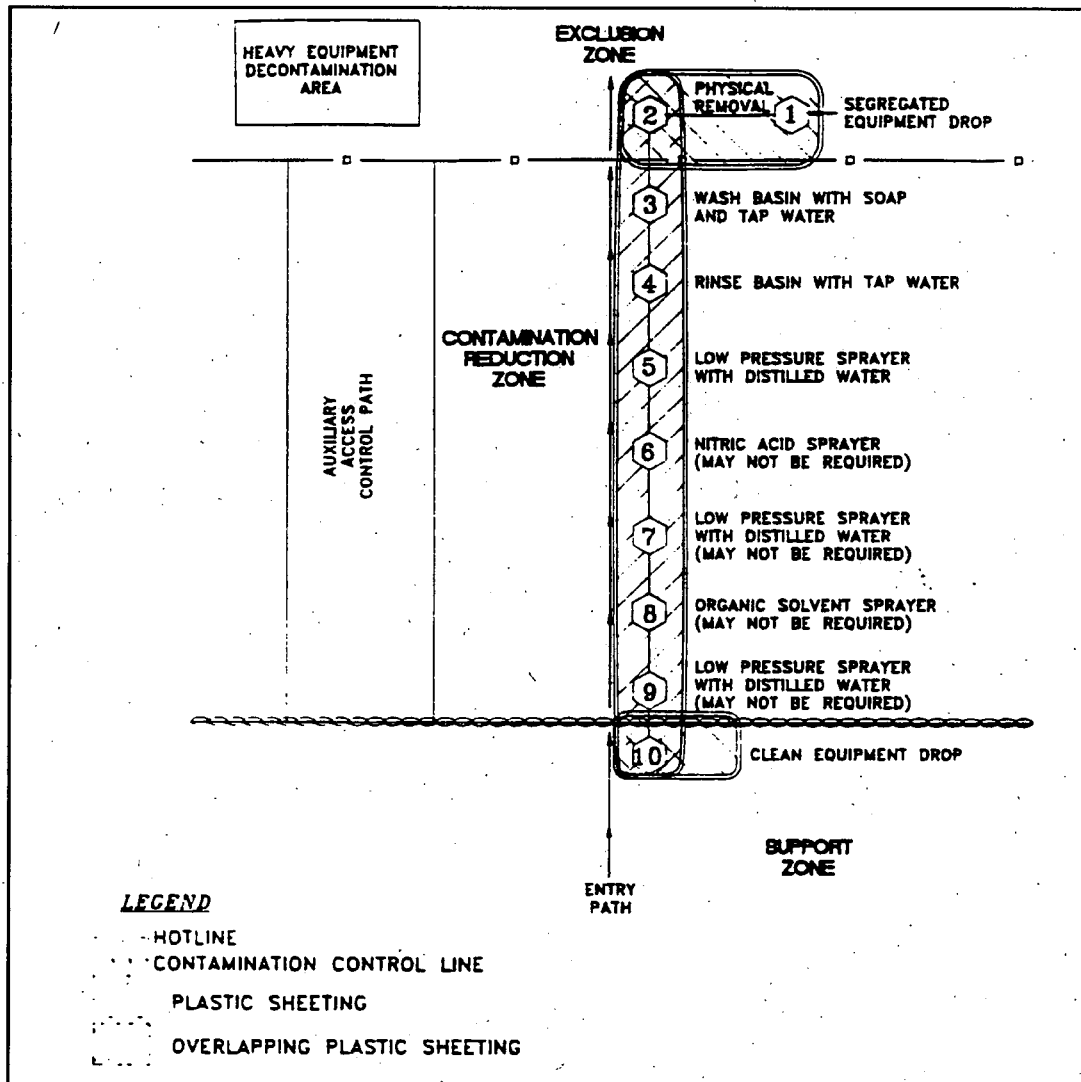 EXCLUSION
ZONE
HEAVY EQUIPMENT
DECONTAMINATION
AREA
PHYSICAL
REMOVAL
2
1
SEGREGATED
EQUIPMENT DROP
3
WASH BASIN WITH SOAP
AND TAP WATER
4
RINSE BASIN WITH TAP WATER
CONTAMINATION
REDUCTION
ZONE
5
LOW PRESSURE SPRAYER
WITH DISTILLED WATER
AUXILIARY
ACCESS
CONTROL PATH
6
NITRIC ACID SPRAYER
(MAY NOT BE REQUIRED)
7
LOW PRESSURE SPRAYER
WITH DISTILLED WATER
(MAY NOT BE REQUIRED)
8
ORGANIC SOLVENT SPRAYER
(MAY NOT BE REQUIRED)
9
LOW PRESSURE SPRAYER
WITH DISTILLED WATER
(MAY NOT BE REQUIRED)
10
CLEAN EQUIPMENT DROP
SUPPORT
ZONE
ENTRY
PATH
LEGEND
HOTLINE
CONTAMINATION CONTROL LINE
PLASTIC SHEETING
OVERLAPPING PLASTIC SHEETING